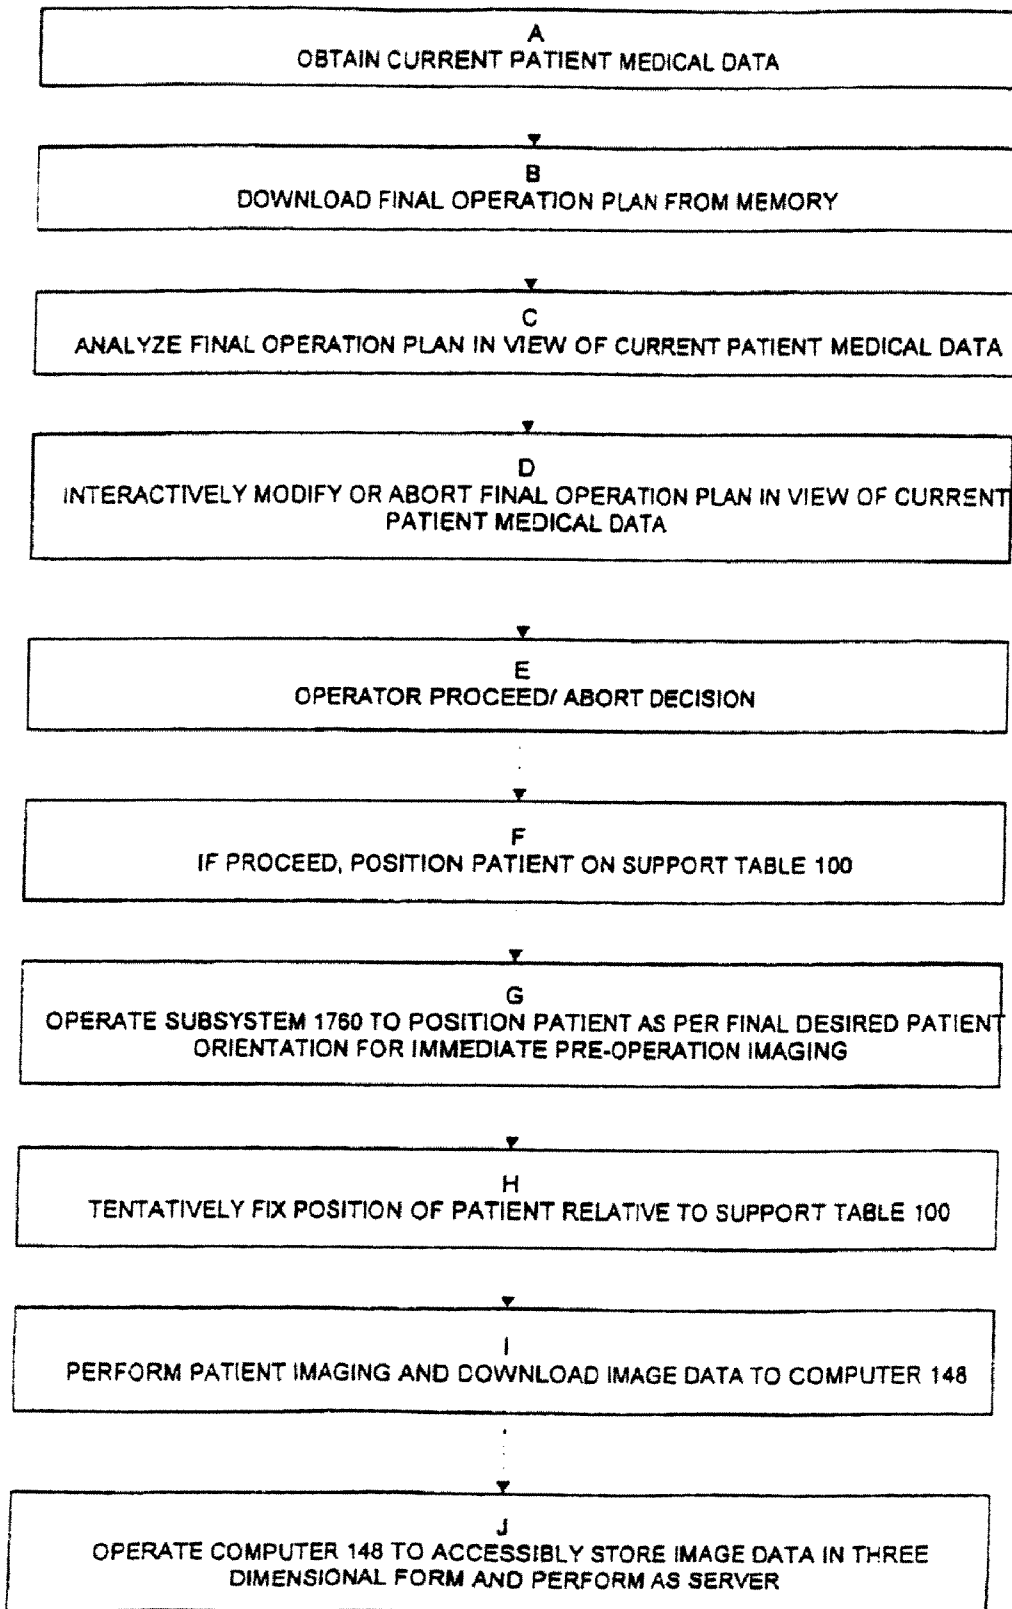 A
OBTAIN CURRENT PATIENT MEDICAL DATA
B
DOWNLOAD FINAL OPERATION PLAN FROM MEMORY
C
ANALYZE FINAL OPERATION PLAN IN VIEW OF CURRENT PATIENT MEDICAL DATA
D
INTERACTIVELY MODIFY OR ABORT FINAL OPERATION PLAN IN VIEW OF CURRENT
PATIENT MEDICAL DATA
E
OPERATOR PROCEED/ ABORT DECISION
F
IF PROCEED, POSITION PATIENT ON SUPPORT TABLE 100
G
OPERATE SUBSYSTEM 1760 TO POSITION PATIENT AS PER FINAL DESIRED PATIENT
ORIENTATION FOR IMMEDIATE PRE-OPERATION IMAGING
H
TENTATIVELY FIX POSITION OF PATIENT RELATIVE TO SUPPORT TABLE 100
I
PERFORM PATIENT IMAGING AND DOWNLOAD IMAGE DATA TO COMPUTER 148
J
OPERATE COMPUTER 148 TO ACCESSIBLY STORE IMAGE DATA IN THREE
DIMENSIONAL FORM AND PERFORM AS SERVER